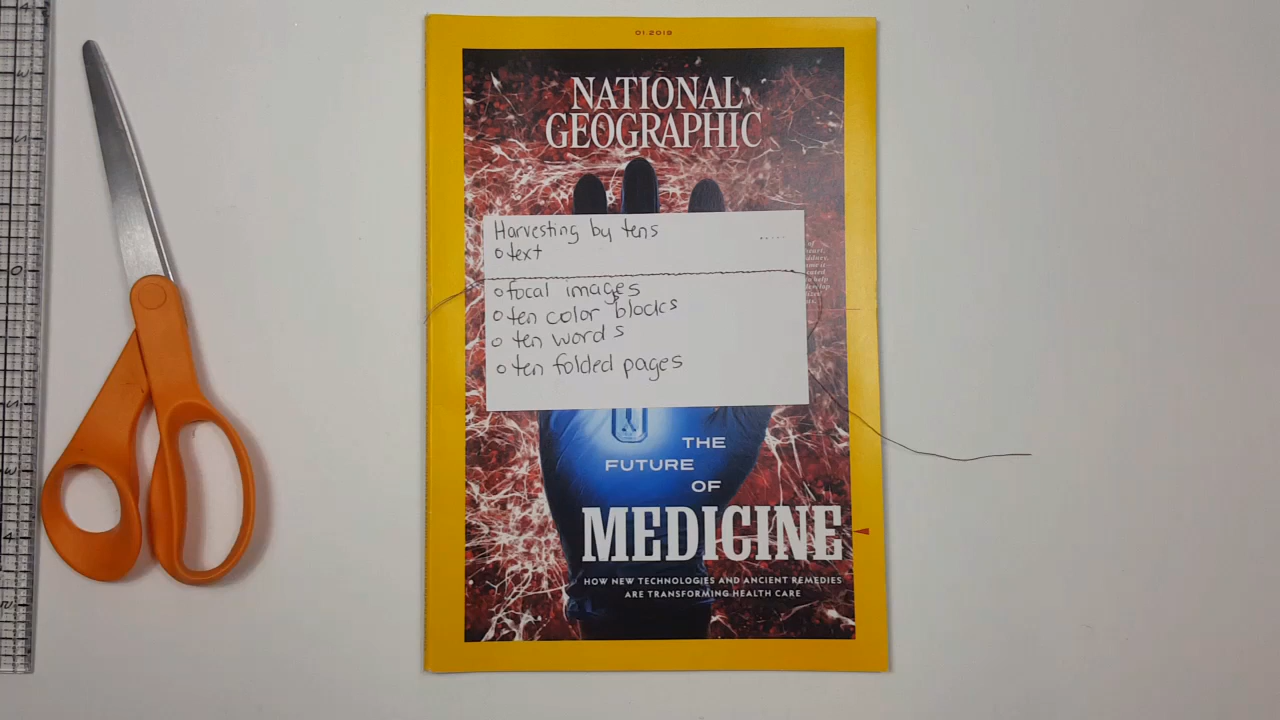 01.2019
NATIONAL
GEOGRAPHIC
Harvesting by tens
.....
o text
o focal images
o ten color blocks
o ten words
o ten folded pages
THE
FUTURE
OF
MEDICINE
HOW NEW TECHNOLOGIES AND ANCIENT REMEDIES
ARE TRANSFORMING HEALTH CARE